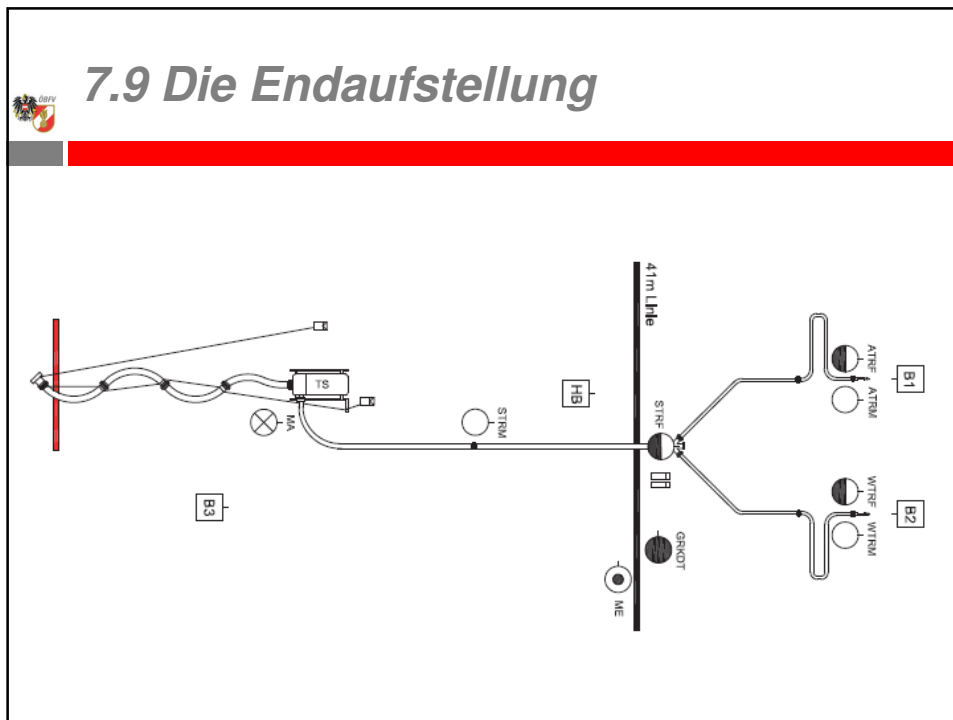 7.9 Die Endaufstellung
ÖBFV
41m Linie
ATRF
B1
ATRM
HB
STRM
STRF
TS
MA
WTRF
B2
WTRM
B3
GRKDT
ME